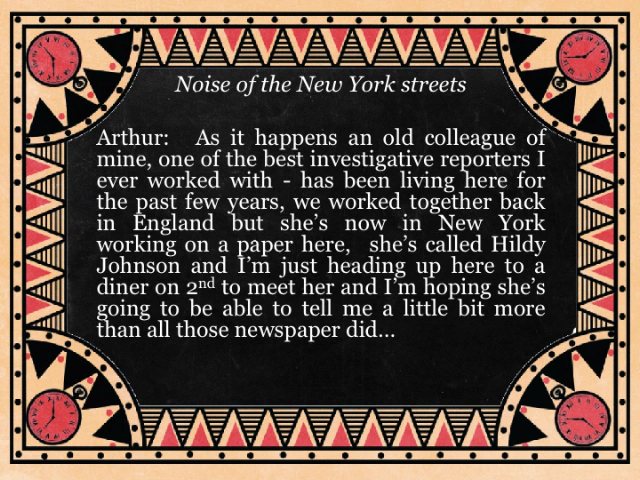 Noise of the New York streets
Arthur: As it happens an old colleague of
mine, one of the best investigative reporters I
ever worked with - has been living here for
the past few years, we worked together back
in England but she's now in New York
working on a paper here, she's called Hildy
Johnson and I'm just heading up here to a
diner on 2nd to meet her and I'm hoping she's
going to be able to tell me a little bit more
than all those newspaper did...